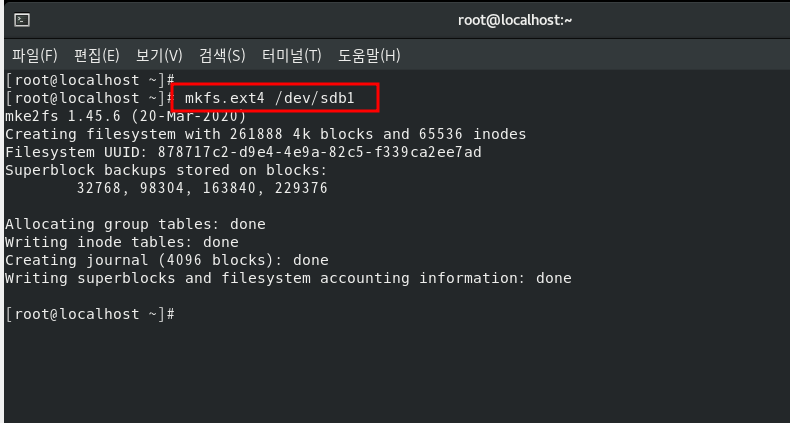 root@localhost:~
파일(F) 편집(E) 보기(V) 검색(S) 터미널(T) 도움말(H)
[root@localhost ~]#
[root@localhost ~]# mkfs.ext4 /dev/sdb1
mke2fs 1.45.6 (20-Mar-2020)
Creating filesystem with 261888 4k blocks and 65536 inodes
Filesystem UUID: 878717c2-d9e4-4e9a-82c5-f339ca2ee7ad
Superblock backups stored on blocks:
        32768, 98304, 163840, 229376
Allocating group tables: done
Writing inode tables: done
Creating journal (4096 blocks): done
Writing superblocks and filesystem accounting information: done
[root@localhost ~]#